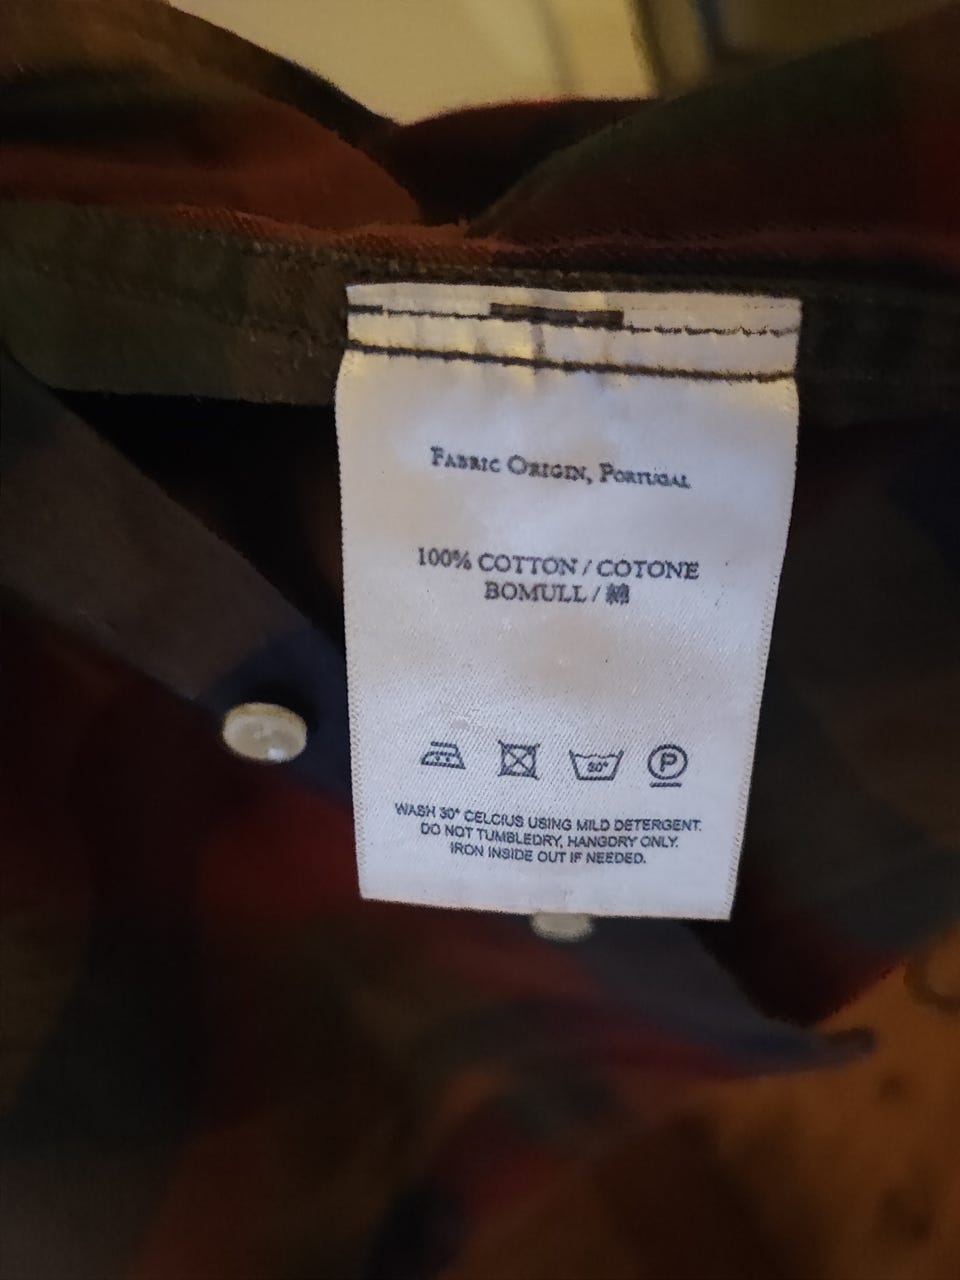 FABRIC ORIGIN, PORTUGAL
100% COTTON / COTONE
BOMULL / 綿
30°
P
WASH 30° CELCIUS USING MILD DETERGENT.
DO NOT TUMBLEDRY, HANGDRY ONLY.
IRON INSIDE OUT IF NEEDED.